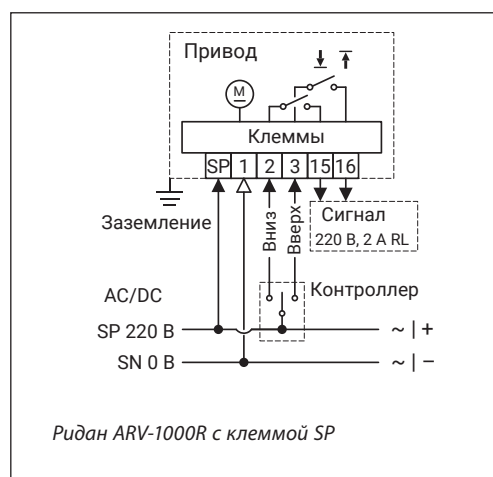 Привод
M
Клеммы
SP 1 2 3 15 16
Заземление
Вниз
Вверх
Сигнал
220 В, 2 A RL
AC/DC
Контроллер
SP 220 В ~ | +
SN 0 В ~ | −
Ридан ARV-1000R с клеммой SP